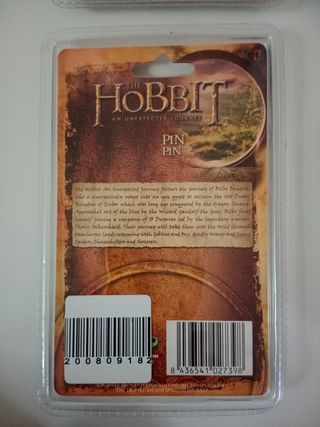 THE
HOBBIT
AN UNEXPECTED JOURNEY
PIN
PIN
The Hobbit: An Unexpected Journey follows the journey of Bilbo Baggins,
who is unexpectedly swept into an epic quest to reclaim the lost Dwarf
Kingdom of Erebor which was long ago conquered by the dragon Smaug.
Approached out of the blue by the Wizard Gandalf the Grey, Bilbo finds
himself joining a company of 13 Dwarves led by the legendary warrior,
Thorin Oakenshield. Their journey will take them into the Wild through
treacherous lands swarming with Goblins and Orcs, deadly Wargs and Giant
Spiders, Shapeshifters and Sorcerers.
200809182
8 436541 027398